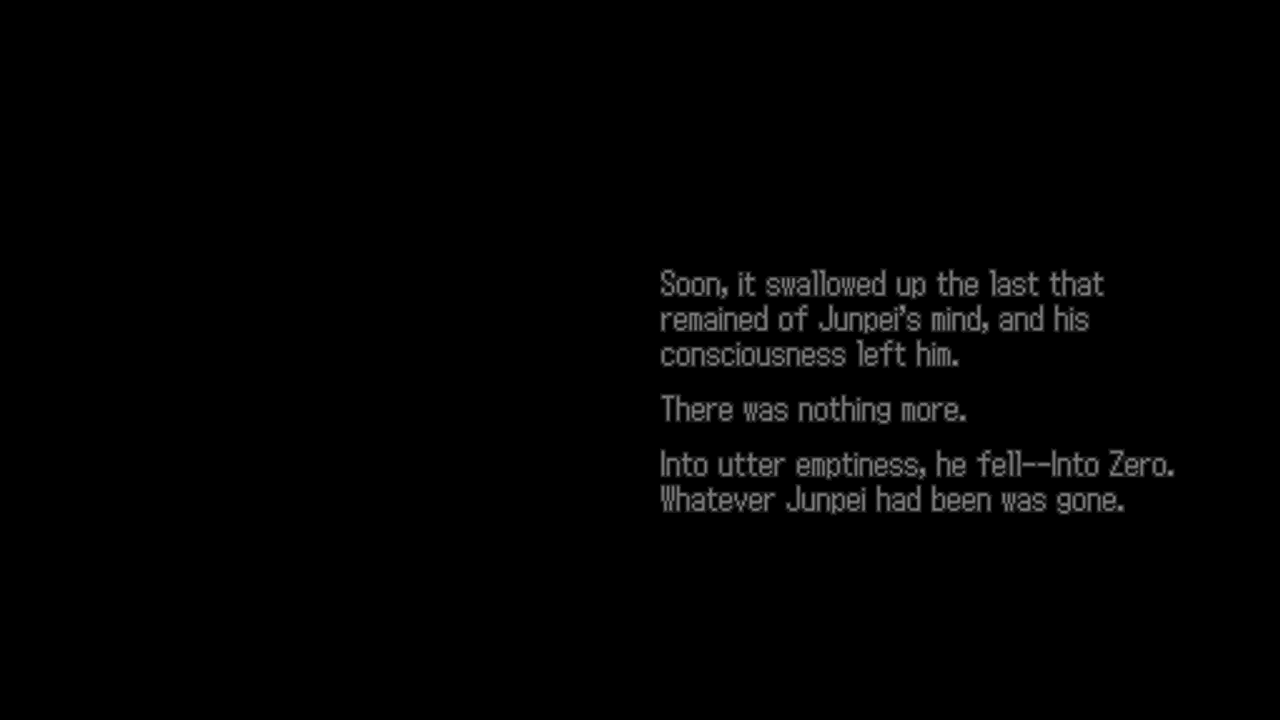 Soon, it swallowed up the last that
remained of Junpei's mind, and his
consciousness left him.
There was nothing more.
Into utter emptiness, he fell--Into Zero.
Whatever Junpei had been was gone.